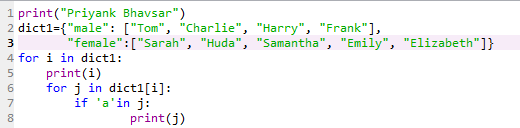 1 print("Priyank Bhavsar")
2 dict1={"male": ["Tom", "Charlie", "Harry", "Frank"],
3        "female":["Sarah", "Huda", "Samantha", "Emily", "Elizabeth"]}
4 for i in dict1:
5     print(i)
6     for j in dict1[i]:
7         if 'a'in j:
8                 print(j)